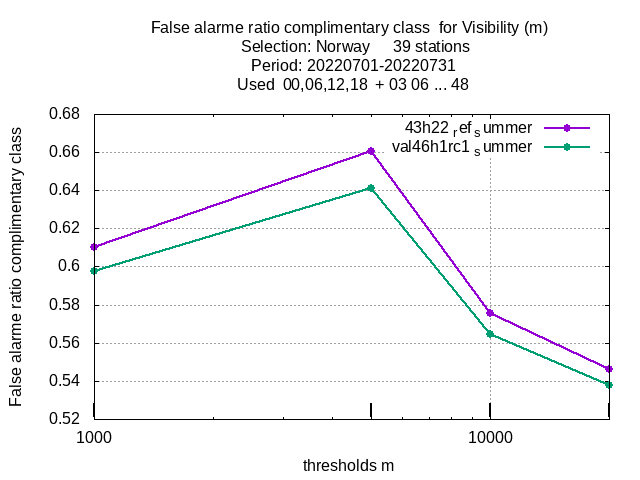 False alarme ratio complimentary class for Visibility (m)
Selection: Norway 39 stations
Period: 20220701-20220731
Used 00,06,12,18 + 03 06 ... 48
0.68
0.66
0.64
0.62
0.6
0.58
0.56
0.54
0.52
False alarme ratio complimentary class
43h22 ref summer
val46h1rc1 summer
1000
10000
thresholds m